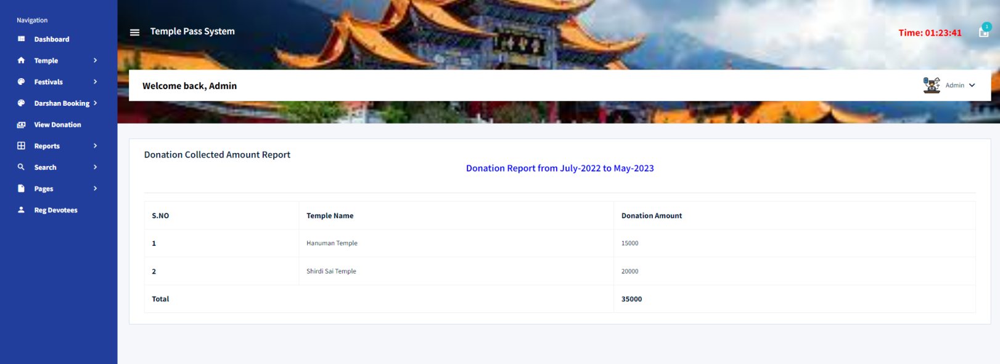 Navigation
Dashboard
Temple
Festivals
Darshan Booking
View Donation
Reports
Search
Pages
Reg Devotees
Temple Pass System
Time: 01:23:41
1
Welcome back, Admin
Admin
Donation Collected Amount Report
Donation Report from July-2022 to May-2023
S.NO Temple Name Donation Amount
1 Hanuman Temple 15000
2 Shirdi Sai Temple 20000
Total 35000